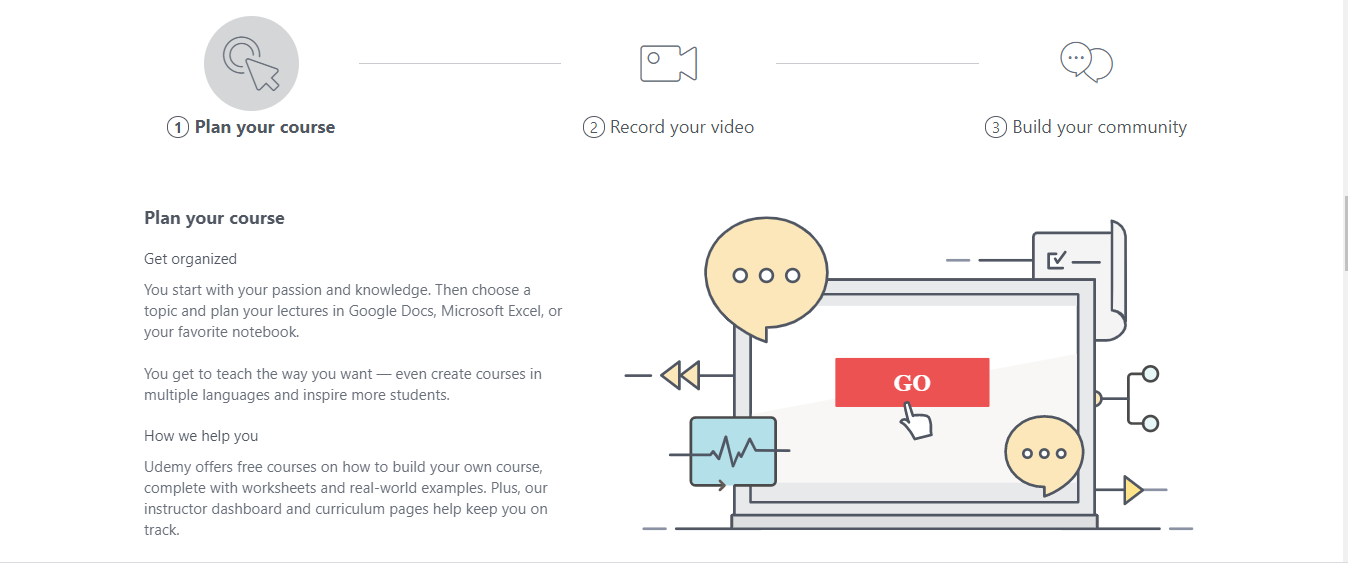 1 Plan your course
2 Record your video
3 Build your community
Plan your course
Get organized
You start with your passion and knowledge. Then choose a
topic and plan your lectures in Google Docs, Microsoft Excel, or
your favorite notebook.
You get to teach the way you want — even create courses in
multiple languages and inspire more students.
How we help you
Udemy offers free courses on how to build your own course,
complete with worksheets and real-world examples. Plus, our
instructor dashboard and curriculum pages help keep you on
track.
GO